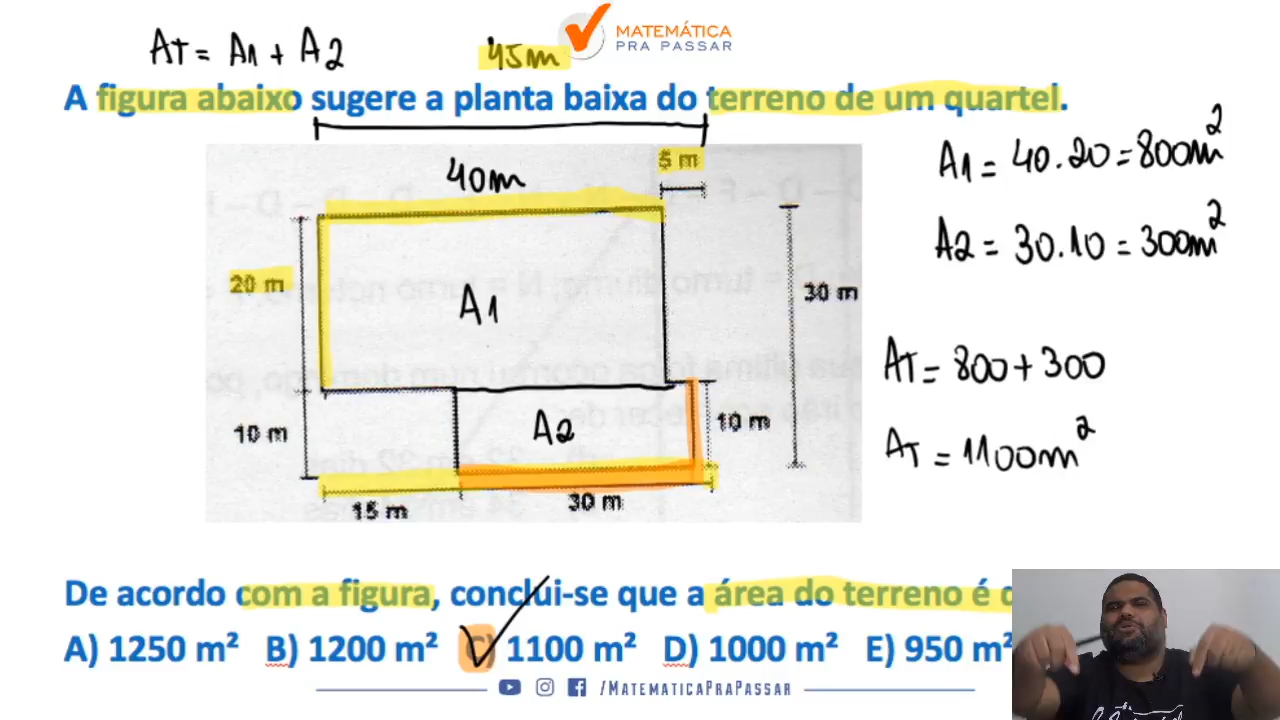 MATEMÁTICA
PRA PASSAR
AT = A1 + A2
45m
A figura abaixo sugere a planta baixa do terreno de um quartel.
5 m
40m
A1 = 40.20 = 800m²
A2 = 30.10 = 300m²
20 m
A1
30 m
AT = 800 + 300
10 m
A2
10 m
AT = 1100m²
15 m
30 m
De acordo com a figura, conclui-se que a área do terreno é d
A) 1250 m² B) 1200 m² C) 1100 m² D) 1000 m² E) 950 m²
/MATEMATICAPRAPASSAR